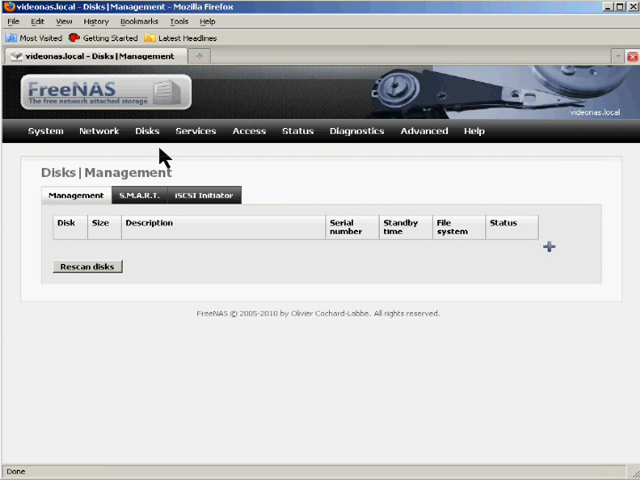 videonas.local - Disks|Management - Mozilla Firefox
File Edit View History Bookmarks Tools Help
Most Visited Getting Started Latest Headlines
videonas.local - Disks|Management
FreeNAS
The free network attached storage
videonas.local
System Network Disks Services Access Status Diagnostics Advanced Help
Disks|Management
Management S.M.A.R.T. iSCSI Initiator
Disk Size Description Serial number Standby time File system Status
Rescan disks
FreeNAS © 2005-2010 by Olivier Cochard-Labbe. All rights reserved.
Done